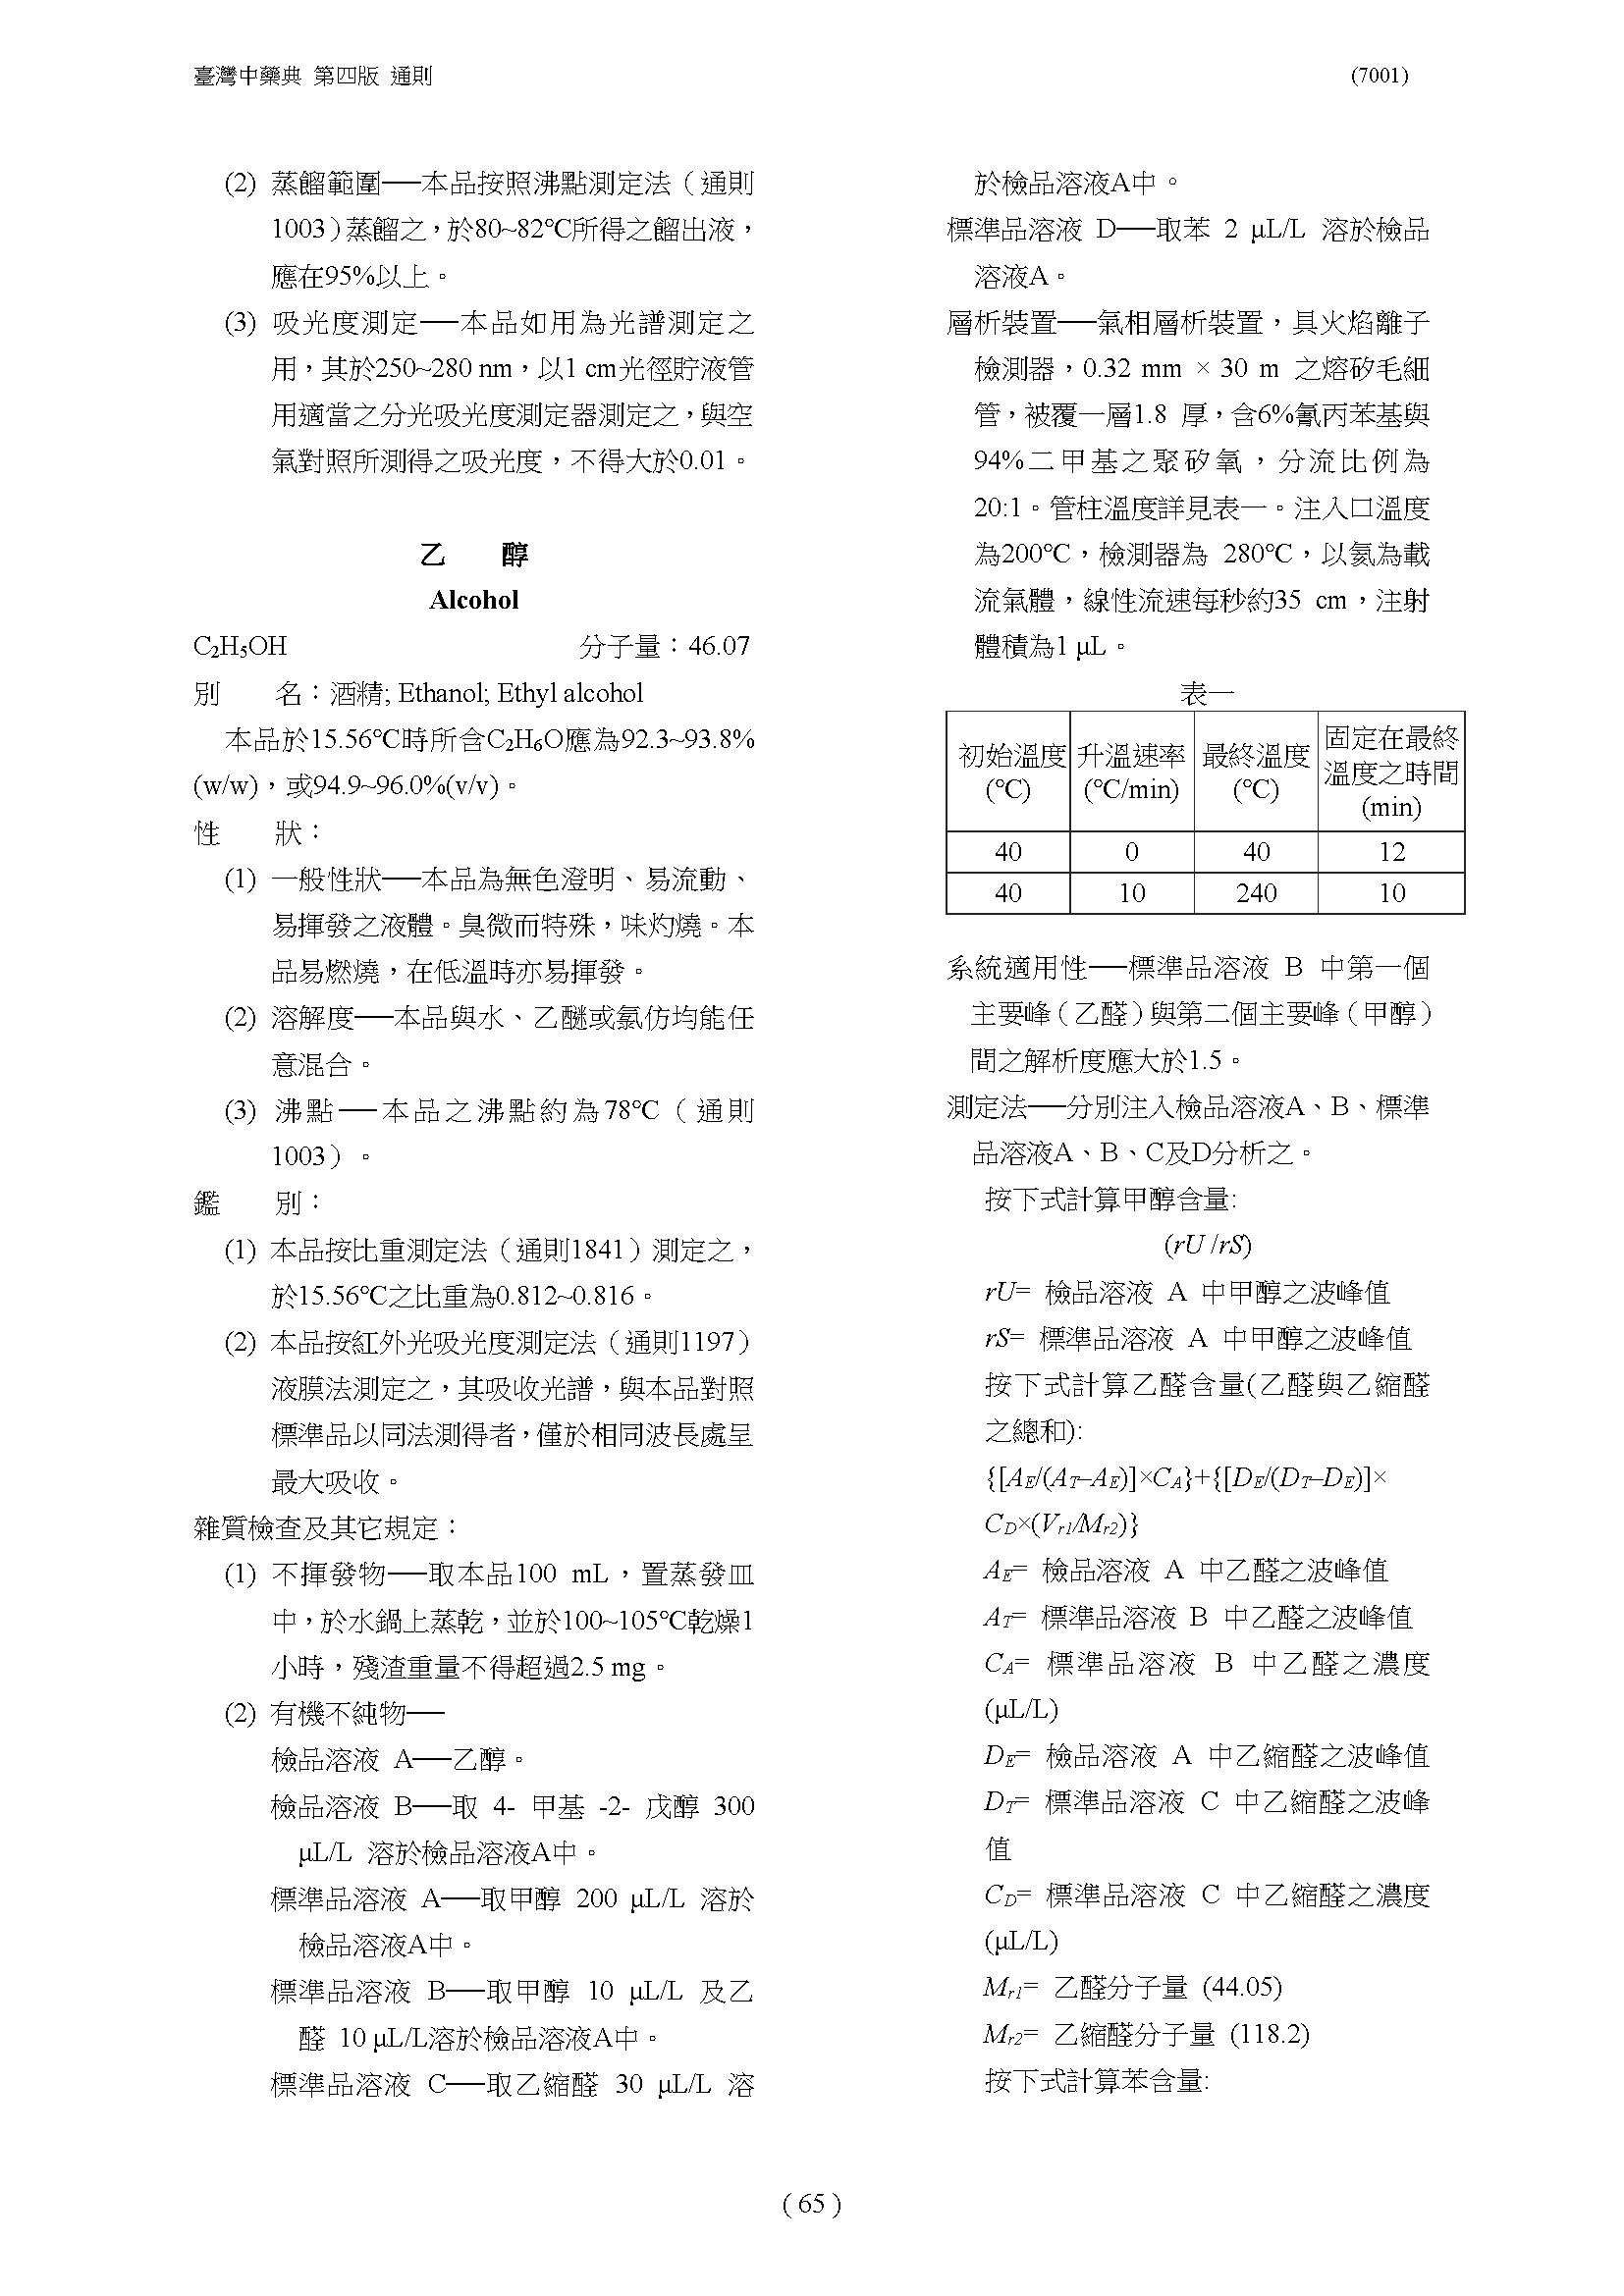 臺灣中藥典 第四版 通則 (7001)
(2) 蒸餾範圍──本品按照沸點測定法（通則
1003）蒸餾之，於80~82℃所得之餾出液，
應在95%以上。
(3) 吸光度測定──本品如用為光譜測定之
用，其於250~280 nm，以1 cm光徑貯液管
用適當之分光吸光度測定器測定之，與空
氣對照所測得之吸光度，不得大於0.01。
乙　　醇
Alcohol
C₂H₅OH 分子量：46.07
別　　名：酒精; Ethanol; Ethyl alcohol
本品於15.56℃時所含C₂H₆O應為92.3~93.8%
(w/w)，或94.9~96.0%(v/v)。
性　　狀：
(1) 一般性狀──本品為無色澄明、易流動、
易揮發之液體。臭微而特殊，味灼燒。本
品易燃燒，在低溫時亦易揮發。
(2) 溶解度──本品與水、乙醚或氯仿均能任
意混合。
(3) 沸點──本品之沸點約為78℃（通則
1003）。
鑑　　別：
(1) 本品按比重測定法（通則1841）測定之，
於15.56℃之比重為0.812~0.816。
(2) 本品按紅外光吸光度測定法（通則1197）
液膜法測定之，其吸收光譜，與本品對照
標準品以同法測得者，僅於相同波長處呈
最大吸收。
雜質檢查及其它規定：
(1) 不揮發物──取本品100 mL，置蒸發皿
中，於水鍋上蒸乾，並於100~105℃乾燥1
小時，殘渣重量不得超過2.5 mg。
(2) 有機不純物──
檢品溶液 A──乙醇。
檢品溶液 B──取 4- 甲基 -2- 戊醇 300
μL/L 溶於檢品溶液A中。
標準品溶液 A──取甲醇 200 μL/L 溶於
檢品溶液A中。
標準品溶液 B──取甲醇 10 μL/L 及乙
醛 10 μL/L溶於檢品溶液A中。
標準品溶液 C──取乙縮醛 30 μL/L 溶
於檢品溶液A中。
標準品溶液 D──取苯 2 μL/L 溶於檢品
溶液A。
層析裝置──氣相層析裝置，具火焰離子
檢測器，0.32 mm × 30 m 之熔矽毛細
管，被覆一層1.8 厚，含6%氰丙苯基與
94%二甲基之聚矽氧，分流比例為
20:1。管柱溫度詳見表一。注入口溫度
為200℃，檢測器為 280℃，以氦為載
流氣體，線性流速每秒約35 cm，注射
體積為1 μL。
表一
初始溫度 升溫速率 最終溫度 固定在最終
(℃) (℃/min) (℃) 溫度之時間
(min)
40 0 40 12
40 10 240 10
系統適用性──標準品溶液 B 中第一個
主要峰（乙醛）與第二個主要峰（甲醇）
間之解析度應大於1.5。
測定法──分別注入檢品溶液A、B、標準
品溶液A、B、C及D分析之。
按下式計算甲醇含量:
(rU /rS)
rU= 檢品溶液 A 中甲醇之波峰值
rS= 標準品溶液 A 中甲醇之波峰值
按下式計算乙醛含量(乙醛與乙縮醛
之總和):
{[A_E/(A_T–A_E)]×C_A}+{[D_E/(D_T–D_E)]×
C_D×(V_r1/M_r2)}
A_E= 檢品溶液 A 中乙醛之波峰值
A_T= 標準品溶液 B 中乙醛之波峰值
C_A= 標準品溶液 B 中乙醛之濃度
(μL/L)
D_E= 檢品溶液 A 中乙縮醛之波峰值
D_T= 標準品溶液 C 中乙縮醛之波峰
值
C_D= 標準品溶液 C 中乙縮醛之濃度
(μL/L)
M_r1= 乙醛分子量 (44.05)
M_r2= 乙縮醛分子量 (118.2)
按下式計算苯含量:
( 65 )